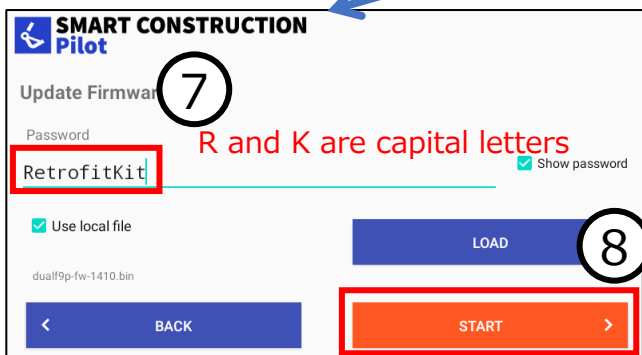 SMART CONSTRUCTION
Pilot
Update Firmwar
7
Password
R and K are capital letters
RetrofitKit
Show password
Use local file
LOAD
8
dualf9p-fw-1410.bin
< BACK
START >